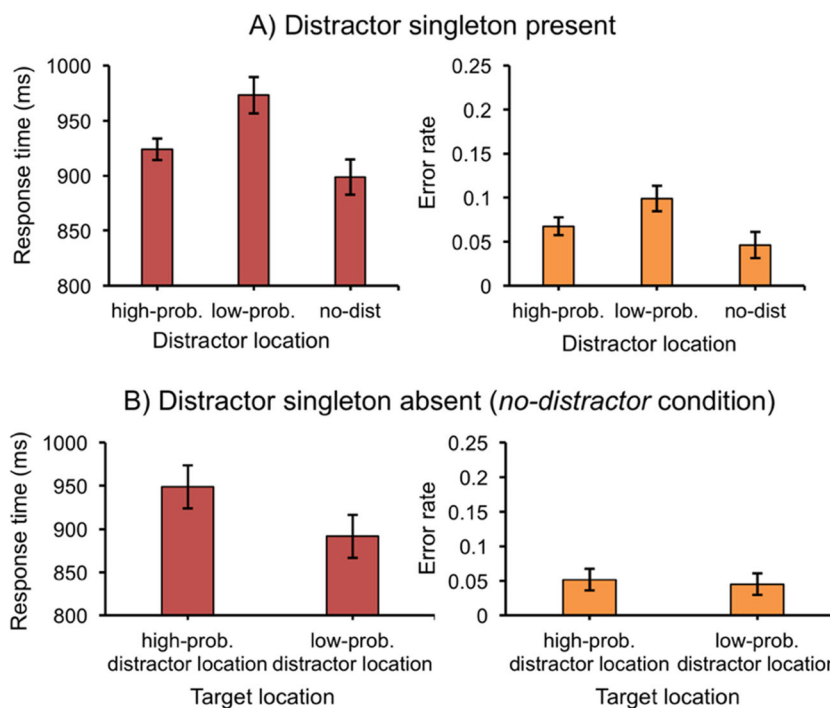 A) Distractor singleton present
Response time (ms)
1000
950
900
850
800
high-prob. low-prob. no-dist
Distractor location
Error rate
0.25
0.2
0.15
0.1
0.05
0
high-prob. low-prob. no-dist
Distractor location
B) Distractor singleton absent (no-distractor condition)
Response time (ms)
1000
950
900
850
800
high-prob. low-prob.
distractor location distractor location
Target location
Error rate
0.25
0.2
0.15
0.1
0.05
0
high-prob. low-prob.
distractor location distractor location
Target location